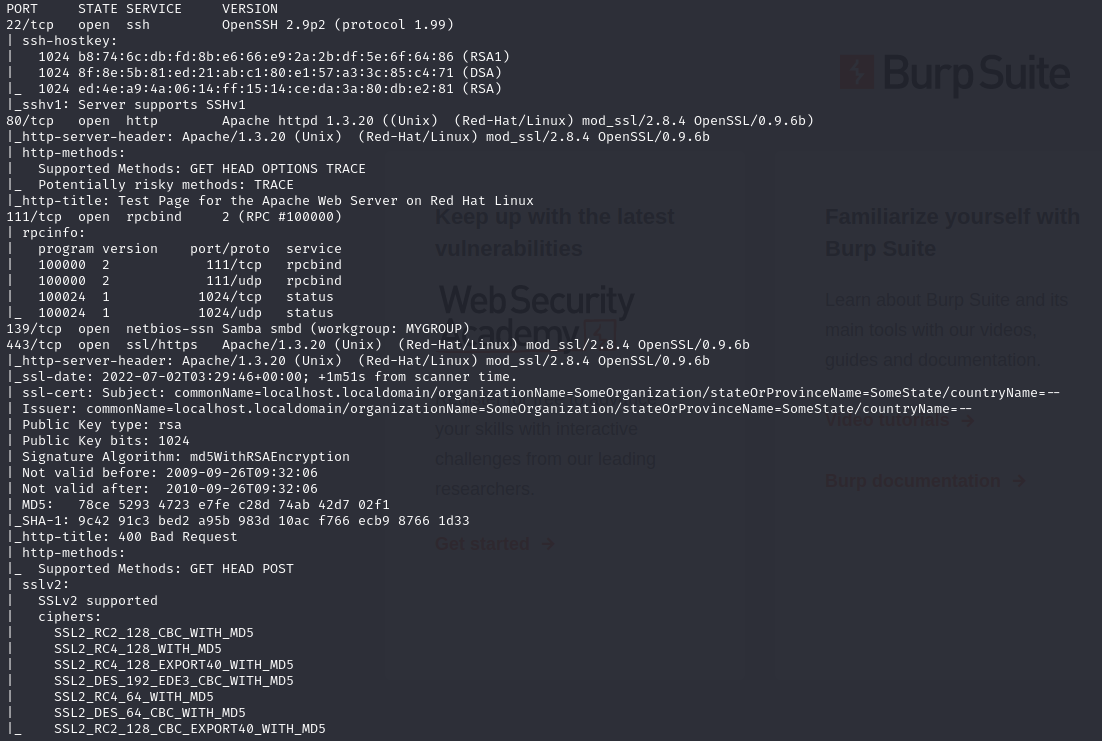 PORT     STATE SERVICE     VERSION
22/tcp   open  ssh         OpenSSH 2.9p2 (protocol 1.99)
| ssh-hostkey:
|   1024 b8:74:6c:db:fd:8b:e6:66:e9:2a:2b:df:5e:6f:64:86 (RSA1)
|   1024 8f:8e:5b:81:ed:21:ab:c1:80:e1:57:a3:3c:85:c4:71 (DSA)
|_  1024 ed:4e:a9:4a:06:14:ff:15:14:ce:da:3a:80:db:e2:81 (RSA)
|_sshv1: Server supports SSHv1
80/tcp   open  http        Apache httpd 1.3.20 ((Unix)  (Red-Hat/Linux) mod_ssl/2.8.4 OpenSSL/0.9.6b)
|_http-server-header: Apache/1.3.20 (Unix)  (Red-Hat/Linux) mod_ssl/2.8.4 OpenSSL/0.9.6b
| http-methods:
|   Supported Methods: GET HEAD OPTIONS TRACE
|_  Potentially risky methods: TRACE
|_http-title: Test Page for the Apache Web Server on Red Hat Linux
111/tcp  open  rpcbind     2 (RPC #100000)
| rpcinfo:
|   program version    port/proto  service
|   100000  2            111/tcp   rpcbind
|   100000  2            111/udp   rpcbind
|   100024  1           1024/tcp   status
|_  100024  1           1024/udp   status
139/tcp  open  netbios-ssn Samba smbd (workgroup: MYGROUP)
443/tcp  open  ssl/https   Apache/1.3.20 (Unix)  (Red-Hat/Linux) mod_ssl/2.8.4 OpenSSL/0.9.6b
|_http-server-header: Apache/1.3.20 (Unix)  (Red-Hat/Linux) mod_ssl/2.8.4 OpenSSL/0.9.6b
|_ssl-date: 2022-07-02T03:29:46+00:00; +1m51s from scanner time.
| ssl-cert: Subject: commonName=localhost.localdomain/organizationName=SomeOrganization/stateOrProvinceName=SomeState/countryName=--
| Issuer: commonName=localhost.localdomain/organizationName=SomeOrganization/stateOrProvinceName=SomeState/countryName=--
| Public Key type: rsa
| Public Key bits: 1024
| Signature Algorithm: md5WithRSAEncryption
| Not valid before: 2009-09-26T09:32:06
| Not valid after:  2010-09-26T09:32:06
| MD5:   78ce 5293 4723 e7fe c28d 74ab 42d7 02f1
|_SHA-1: 9c42 91c3 bed2 a95b 983d 10ac f766 ecb9 8766 1d33
|_http-title: 400 Bad Request
| http-methods:
|_  Supported Methods: GET HEAD POST
| sslv2:
|   SSLv2 supported
|   ciphers:
|     SSL2_RC2_128_CBC_WITH_MD5
|     SSL2_RC4_128_WITH_MD5
|     SSL2_RC4_128_EXPORT40_WITH_MD5
|     SSL2_DES_192_EDE3_CBC_WITH_MD5
|     SSL2_RC4_64_WITH_MD5
|     SSL2_DES_64_CBC_WITH_MD5
|_    SSL2_RC2_128_CBC_EXPORT40_WITH_MD5
Burp Suite
Keep up with the latest
vulnerabilities
Web Security
Academy
your skills with interactive
challenges from our leading
researchers.
Get started →
Familiarize yourself with
Burp Suite
Learn about Burp Suite and its
main tools with our videos,
guides and documentation.
Video tutorials →
Burp documentation →